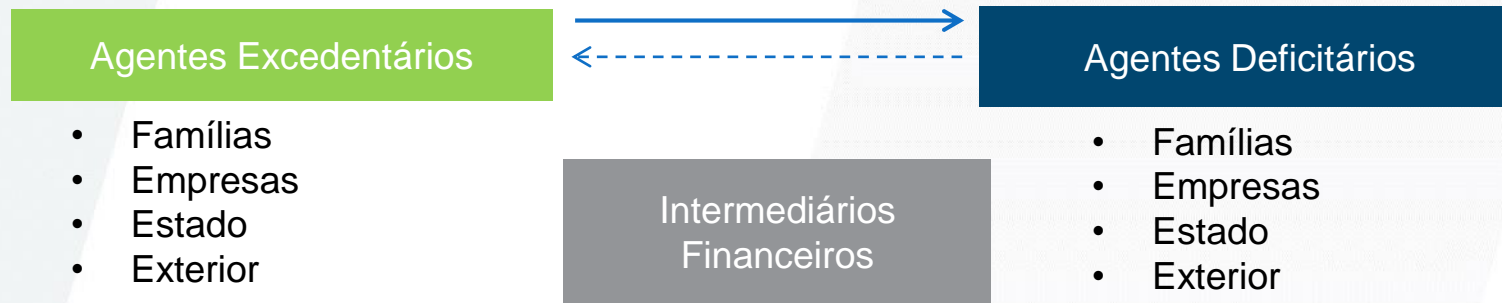 Agentes Excedentários
• Famílias
• Empresas
• Estado
• Exterior
Intermediários
Financeiros
Agentes Deficitários
• Famílias
• Empresas
• Estado
• Exterior